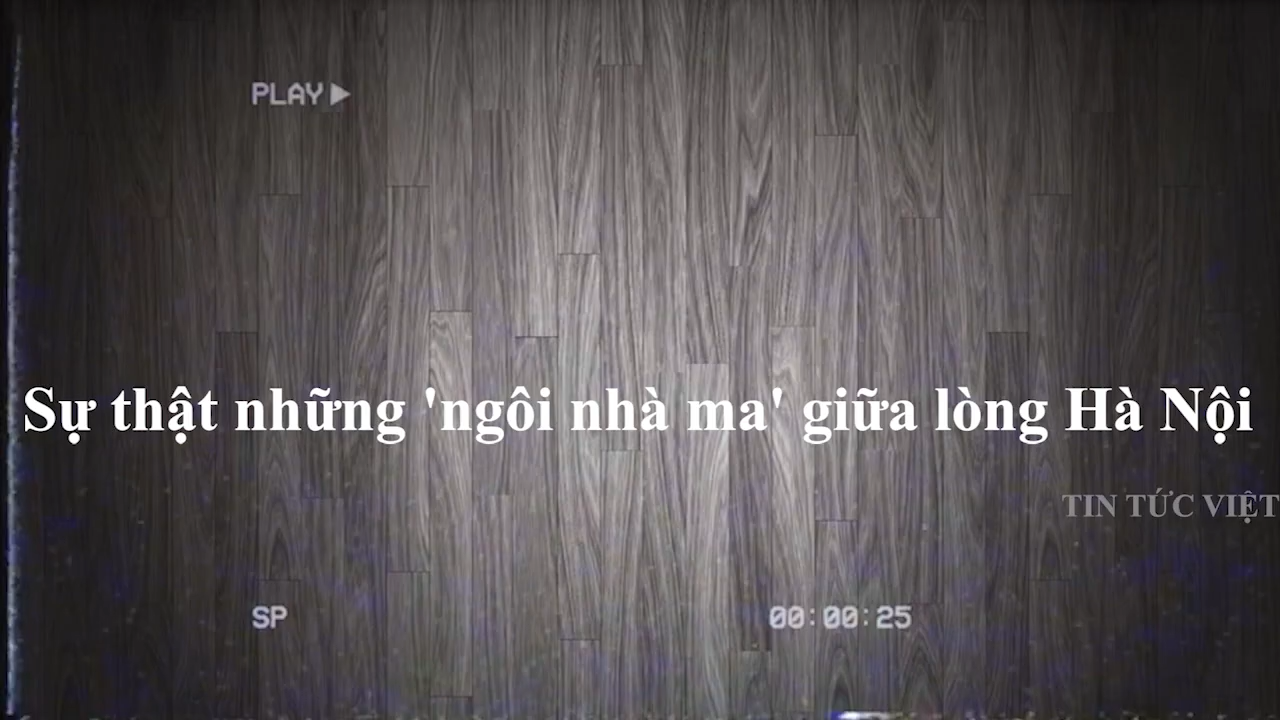 PLAY
Sự thật những 'ngôi nhà ma' giữa lòng Hà Nội
TIN TỨC VIỆT
SP
00:00:25